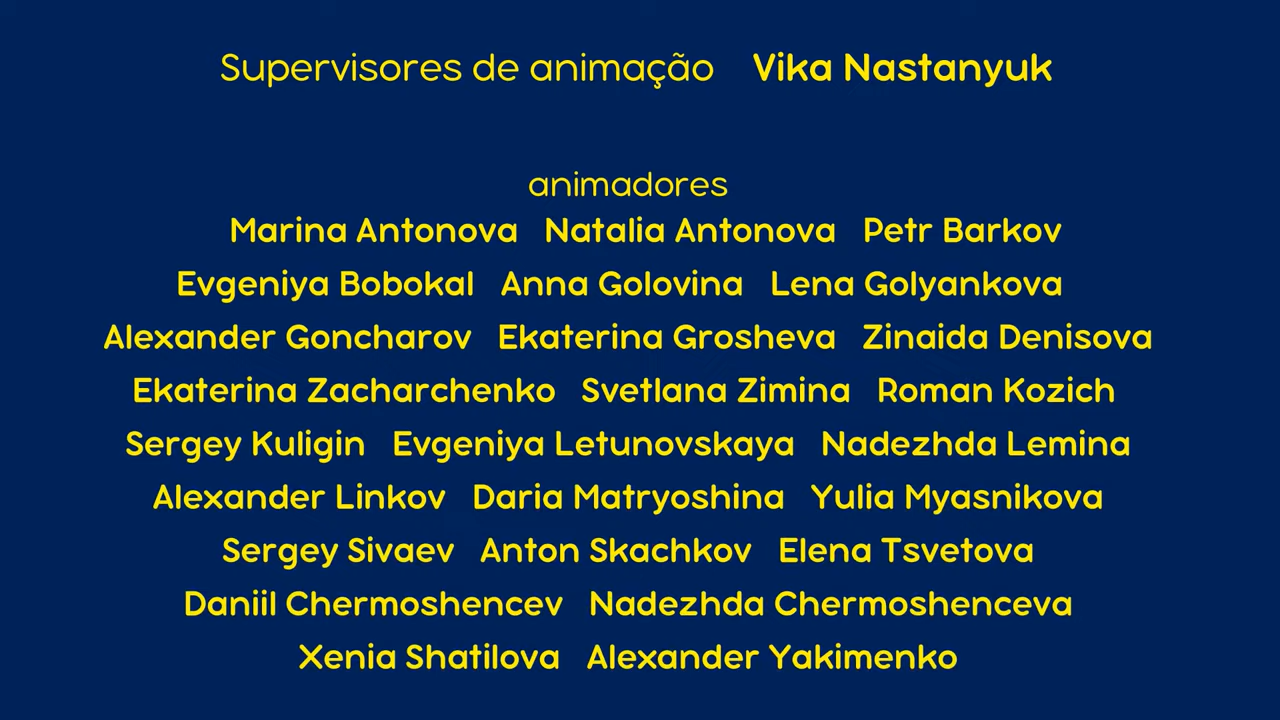 Supervisores de animação Vika Nastanyuk
animadores
Marina Antonova Natalia Antonova Petr Barkov
Evgeniya Bobokal Anna Golovina Lena Golyankova
Alexander Goncharov Ekaterina Grosheva Zinaida Denisova
Ekaterina Zacharchenko Svetlana Zimina Roman Kozich
Sergey Kuligin Evgeniya Letunovskaya Nadezhda Lemina
Alexander Linkov Daria Matryoshina Yulia Myasnikova
Sergey Sivaev Anton Skachkov Elena Tsvetova
Daniil Chermoshencev Nadezhda Chermoshenceva
Xenia Shatilova Alexander Yakimenko